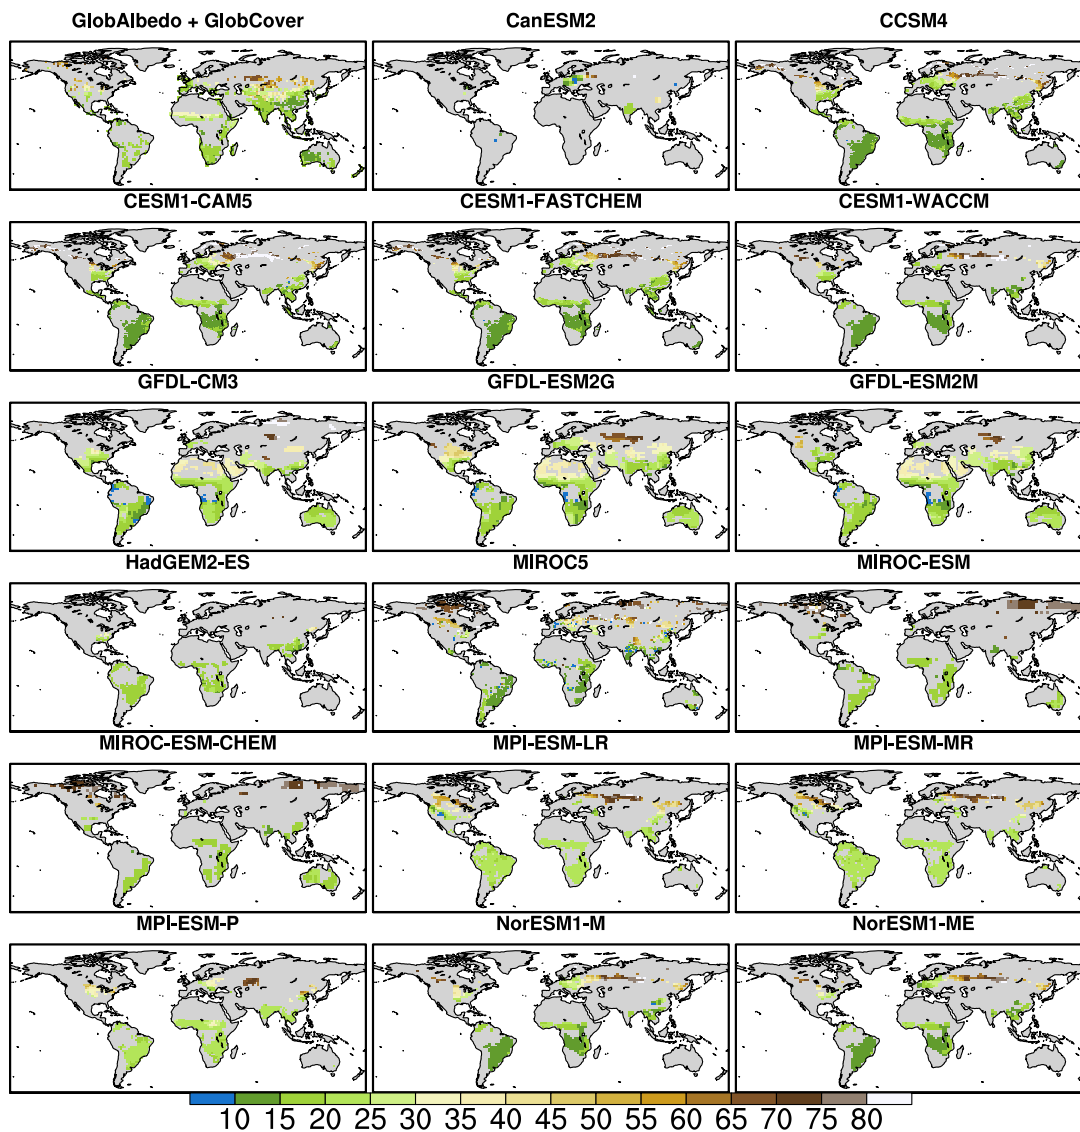 GlobAlbedo + GlobCover CanESM2 CCSM4
CESM1-CAM5 CESM1-FASTCHEM CESM1-WACCM
GFDL-CM3 GFDL-ESM2G GFDL-ESM2M
HadGEM2-ES MIROC5 MIROC-ESM
MIROC-ESM-CHEM MPI-ESM-LR MPI-ESM-MR
MPI-ESM-P NorESM1-M NorESM1-ME
10 15 20 25 30 35 40 45 50 55 60 65 70 75 80